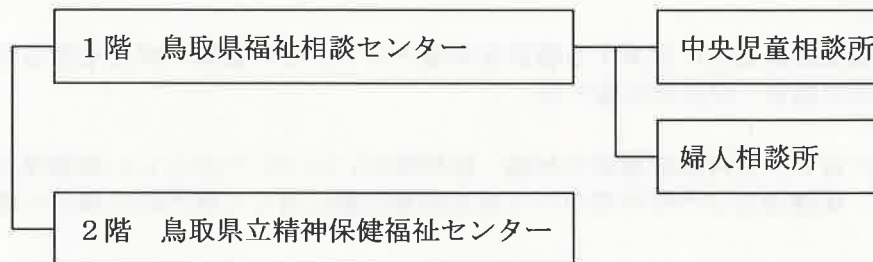 1階　鳥取県福祉相談センター
中央児童相談所
婦人相談所
2階　鳥取県立精神保健福祉センター